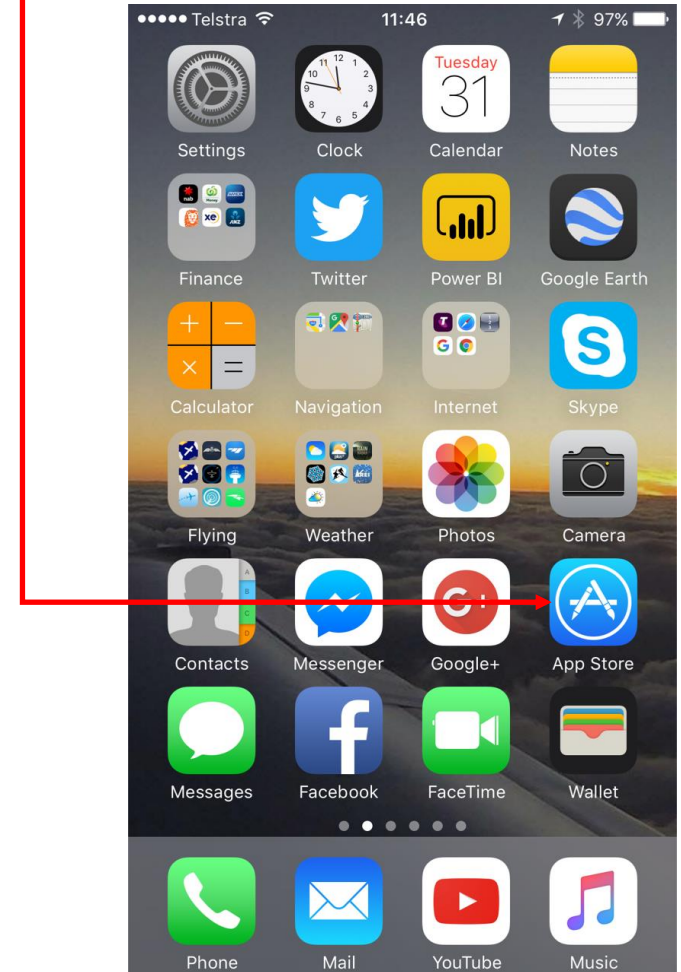 Telstra 11:46 97%
Tuesday
31
Settings Clock Calendar Notes
Finance Twitter Power BI Google Earth
Calculator Navigation Internet Skype
Flying Weather Photos Camera
Contacts Messenger Google+ App Store
Messages Facebook FaceTime Wallet
Phone Mail YouTube Music